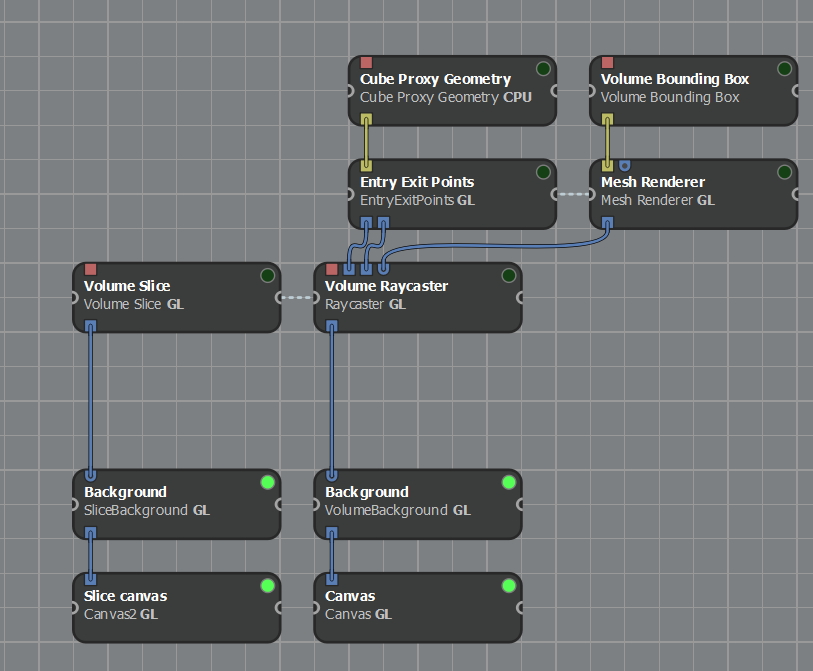 Cube Proxy Geometry
Cube Proxy Geometry CPU
Volume Bounding Box
Volume Bounding Box
Entry Exit Points
EntryExitPoints GL
Mesh Renderer
Mesh Renderer GL
Volume Slice
Volume Slice GL
Volume Raycaster
Raycaster GL
Background
SliceBackground GL
Background
VolumeBackground GL
Slice canvas
Canvas2 GL
Canvas
Canvas GL